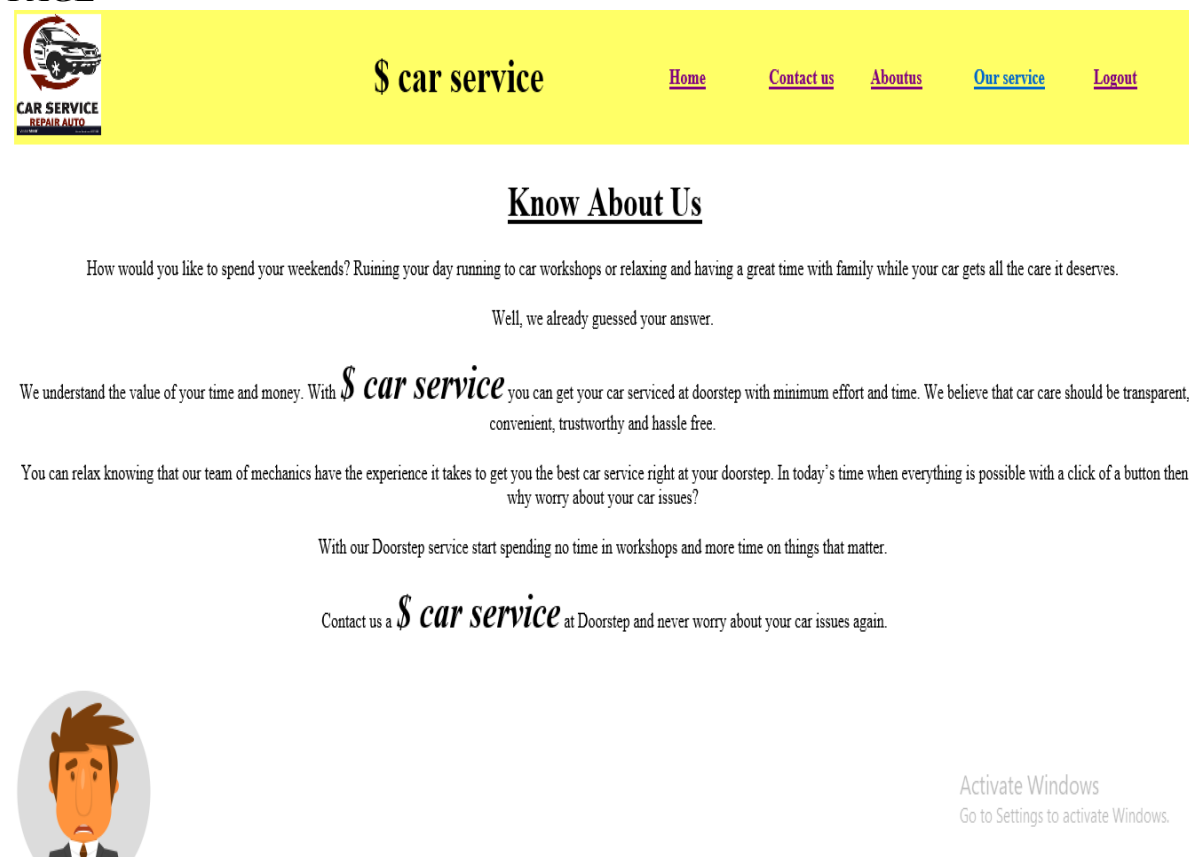 PAGE
CAR SERVICE
REPAIR AUTO
$ car service
Home
Contact us
Aboutus
Our service
Logout
Know About Us
How would you like to spend your weekends? Ruining your day running to car workshops or relaxing and having a great time with family while your car gets all the care it deserves.
Well, we already guessed your answer.
We understand the value of your time and money. With $ car service you can get your car serviced at doorstep with minimum effort and time. We believe that car care should be transparent,
convenient, trustworthy and hassle free.
You can relax knowing that our team of mechanics have the experience it takes to get you the best car service right at your doorstep. In today’s time when everything is possible with a click of a button then
why worry about your car issues?
With our Doorstep service start spending no time in workshops and more time on things that matter.
Contact us a $ car service at Doorstep and never worry about your car issues again.
Activate Windows
Go to Settings to activate Windows.